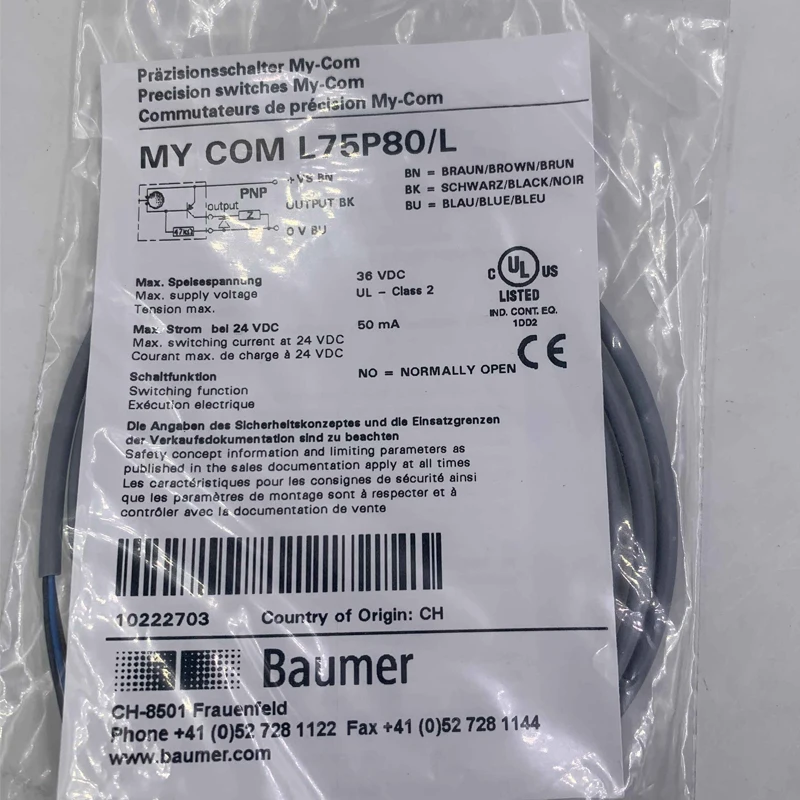 Präzisionsschalter My-Com
Precision switches My-Com
Commutateurs de précision My-Com
MY COM L75P80/L
BN = BRAUN/BROWN/BRUN
BK = SCHWARZ/BLACK/NOIR
BU = BLAU/BLUE/BLEU
+VS BN
PNP
output
OUTPUT BK
Z
47kΩ
0 V BU
Max. Speisespannung
Max. supply voltage
Tension max.
36 VDC
UL - Class 2
C UL US
LISTED
IND. CONT. EQ.
1DD2
Max. Strom bei 24 VDC
Max. switching current at 24 VDC
Courant max. de charge à 24 VDC
50 mA
CE
Schaltfunktion
Switching function
Exécution electrique
NO = NORMALLY OPEN
Die Angaben des Sicherheitskonzeptes und die Einsatzgrenzen
der Verkaufsdokumentation sind zu beachten
Safety concept information and limiting parameters as
published in the sales documentation apply at all times
Les caractéristiques pour les consignes de sécurité ainsi
que les paramètres de montage sont à respecter et à
contrôler avec la documentation de vente
10222703 Country of Origin: CH
Baumer
CH-8501 Frauenfeld
Phone +41 (0)52 728 1122 Fax +41 (0)52 728 1144
www.baumer.com